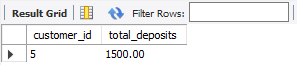 Result Grid Filter Rows:
customer_id total_deposits
5 1500.00